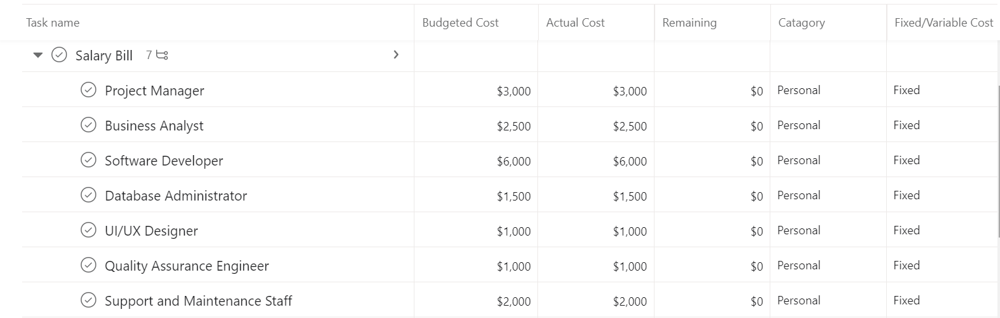 Task name Budgeted Cost Actual Cost Remaining Catagory Fixed/Variable Cost
Salary Bill 7
Project Manager $3,000 $3,000 $0 Personal Fixed
Business Analyst $2,500 $2,500 $0 Personal Fixed
Software Developer $6,000 $6,000 $0 Personal Fixed
Database Administrator $1,500 $1,500 $0 Personal Fixed
UI/UX Designer $1,000 $1,000 $0 Personal Fixed
Quality Assurance Engineer $1,000 $1,000 $0 Personal Fixed
Support and Maintenance Staff $2,000 $2,000 $0 Personal Fixed